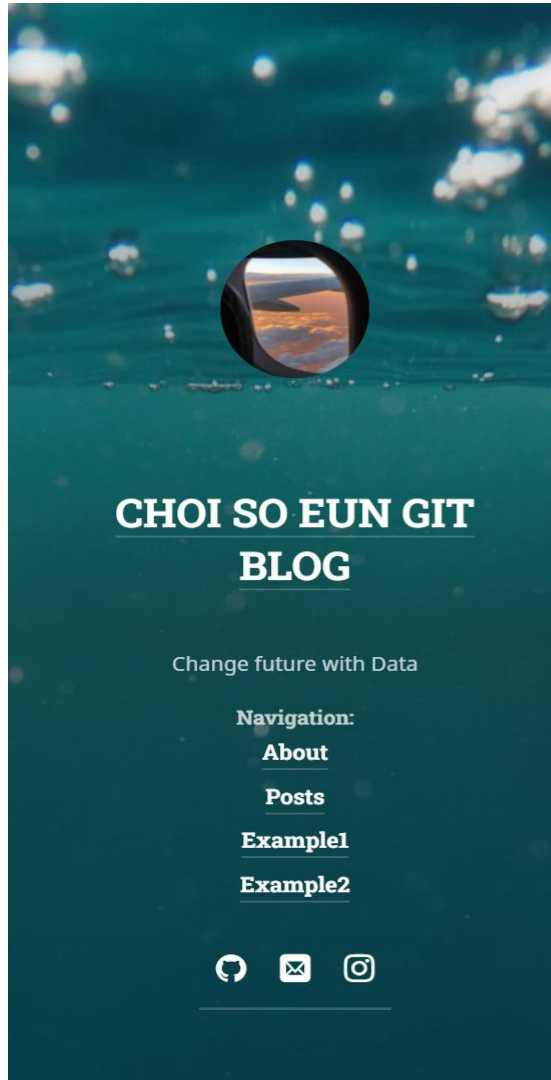 CHOI SO EUN GIT
BLOG
Change future with Data
Navigation:
About
Posts
Example1
Example2